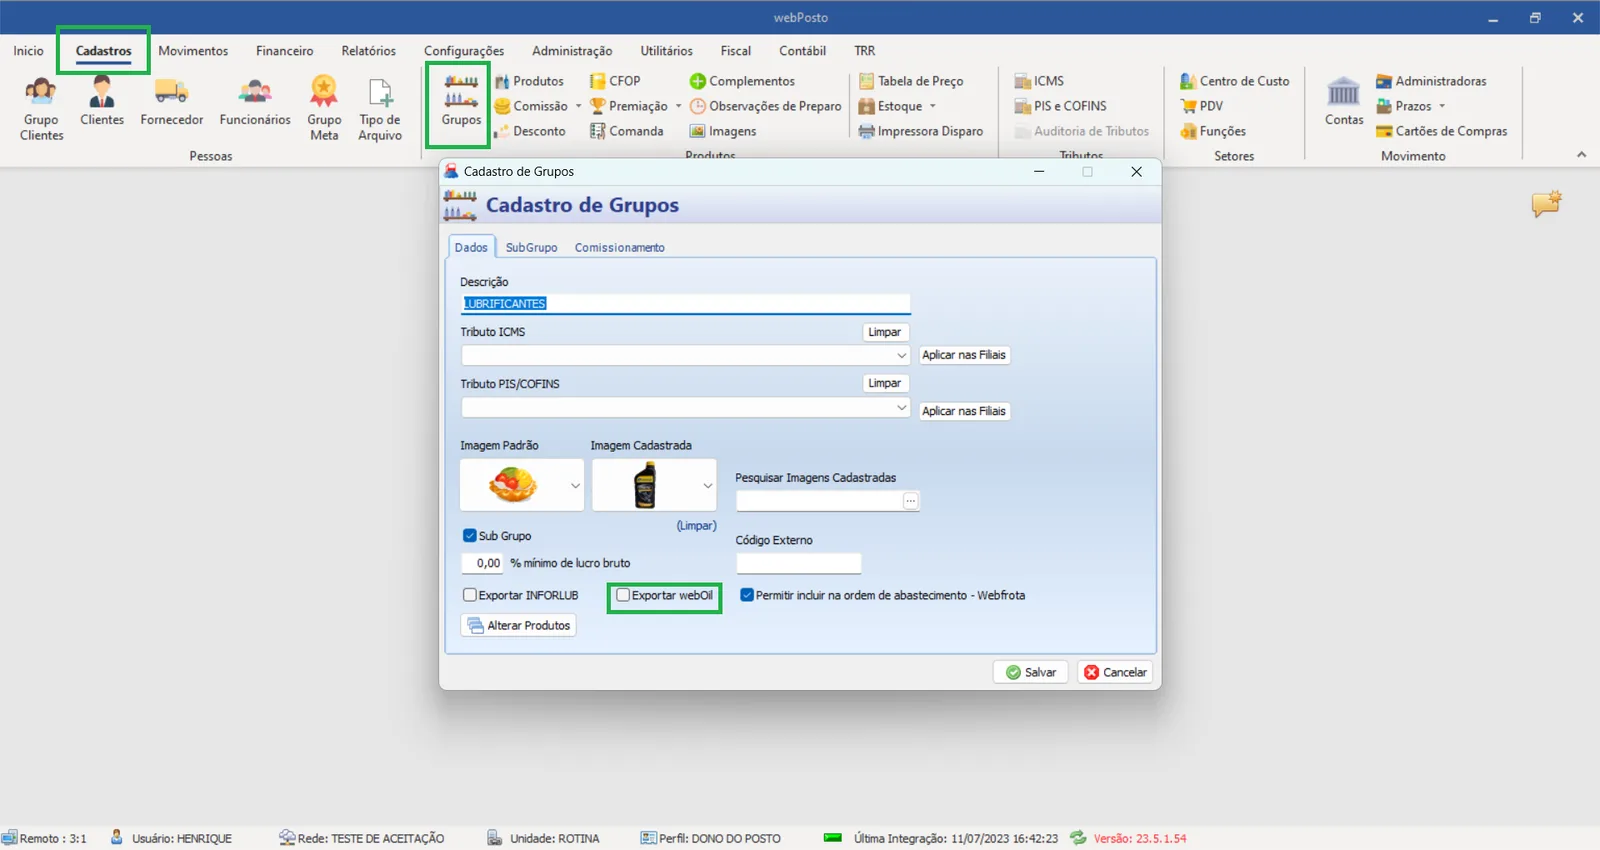 webPosto
Inicio Cadastros Movimentos Financeiro Relatórios Configurações Administração Utilitários Fiscal Contábil TRR
Grupo Clientes
Clientes
Fornecedor
Funcionários
Grupo Meta
Tipo de Arquivo
Pessoas
Grupos
Produtos
Comissão
Desconto
CFOP
Premiação
Comanda
Complementos
Observações de Preparo
Imagens
Tabela de Preço
Estoque
Impressora Disparo
Produtos
ICMS
PIS e COFINS
Auditoria de Tributos
Tributos
Centro de Custo
PDV
Funções
Setores
Contas
Administradoras
Prazos
Cartões de Compras
Movimento
Cadastro de Grupos
Cadastro de Grupos
Dados SubGrupo Comissionamento
Descrição
LUBRIFICANTES
Tributo ICMS Limpar
Aplicar nas Filiais
Tributo PIS/COFINS Limpar
Aplicar nas Filiais
Imagem Padrão Imagem Cadastrada
Pesquisar Imagens Cadastradas
...
(Limpar)
Sub Grupo
Código Externo
0,00 % mínimo de lucro bruto
Exportar INFORLUB Exportar webOil Permitir incluir na ordem de abastecimento - Webfrota
Alterar Produtos
Salvar Cancelar
Remoto : 3:1 Usuário: HENRIQUE Rede: TESTE DE ACEITAÇÃO Unidade: ROTINA Perfil: DONO DO POSTO Última Integração: 11/07/2023 16:42:23 Versão: 23.5.1.54